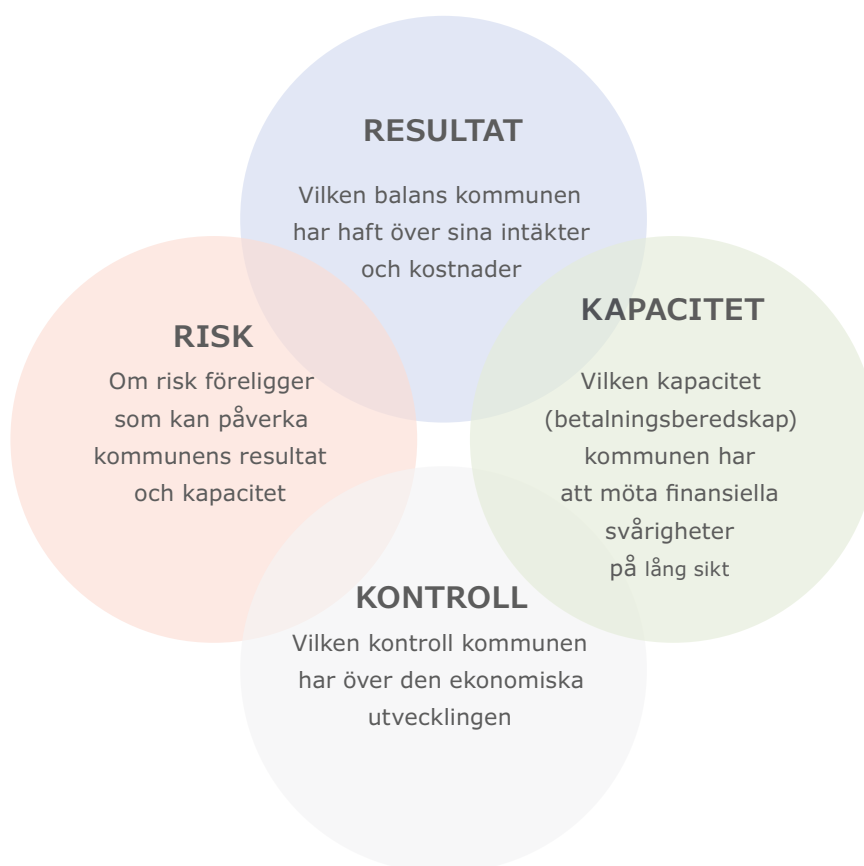 RESULTAT
Vilken balans kommunen
har haft över sina intäkter
och kostnader
RISK
Om risk föreligger
som kan påverka
kommunens resultat
och kapacitet
KAPACITET
Vilken kapacitet
(betalningsberedskap)
kommunen har
att möta finansiella
svårigheter
på lång sikt
KONTROLL
Vilken kontroll kommunen
har över den ekonomiska
utvecklingen